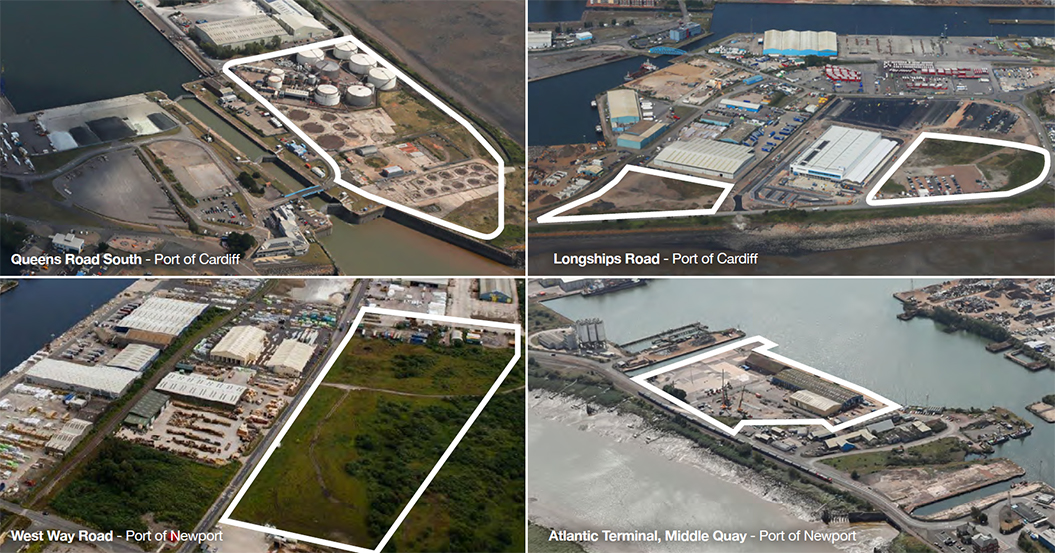 Queens Road South - Port of Cardiff
Longships Road - Port of Cardiff
West Way Road - Port of Newport
Atlantic Terminal, Middle Quay - Port of Newport